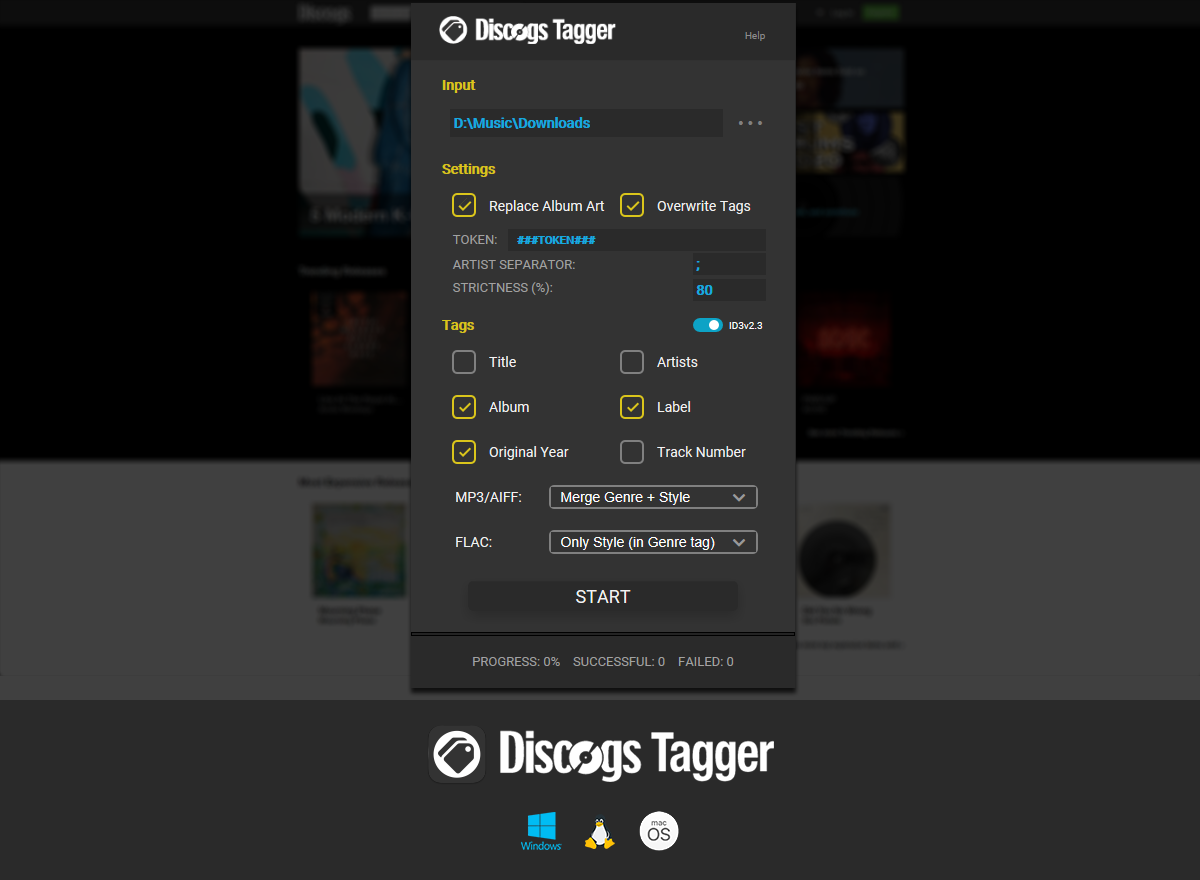 Discogs
Discogs Tagger
Help
Input
D:\Music\Downloads
Settings
Replace Album Art
Overwrite Tags
TOKEN: ###TOKEN###
ARTIST SEPARATOR: ;
STRICTNESS (%): 80
Tags
ID3v2.3
Title
Artists
Album
Label
Original Year
Track Number
MP3/AIFF: Merge Genre + Style
FLAC: Only Style (in Genre tag)
START
PROGRESS: 0% SUCCESSFUL: 0 FAILED: 0
Discogs Tagger
Windows
mac
OS